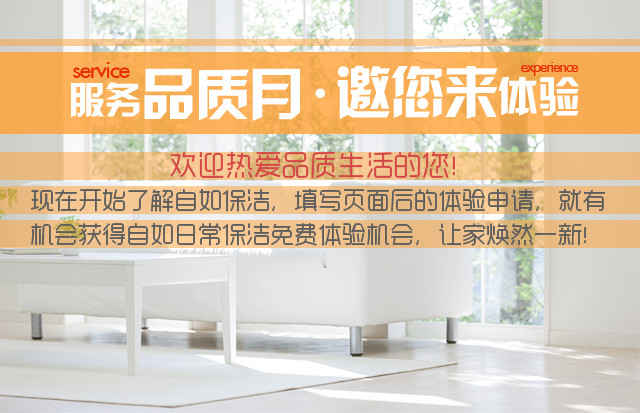 service
experience
服务品质月·邀您来体验
欢迎热爱品质生活的您!
现在开始了解自如保洁,填写页面后的体验申请,就有
机会获得自如日常保洁免费体验机会,让家焕然一新!